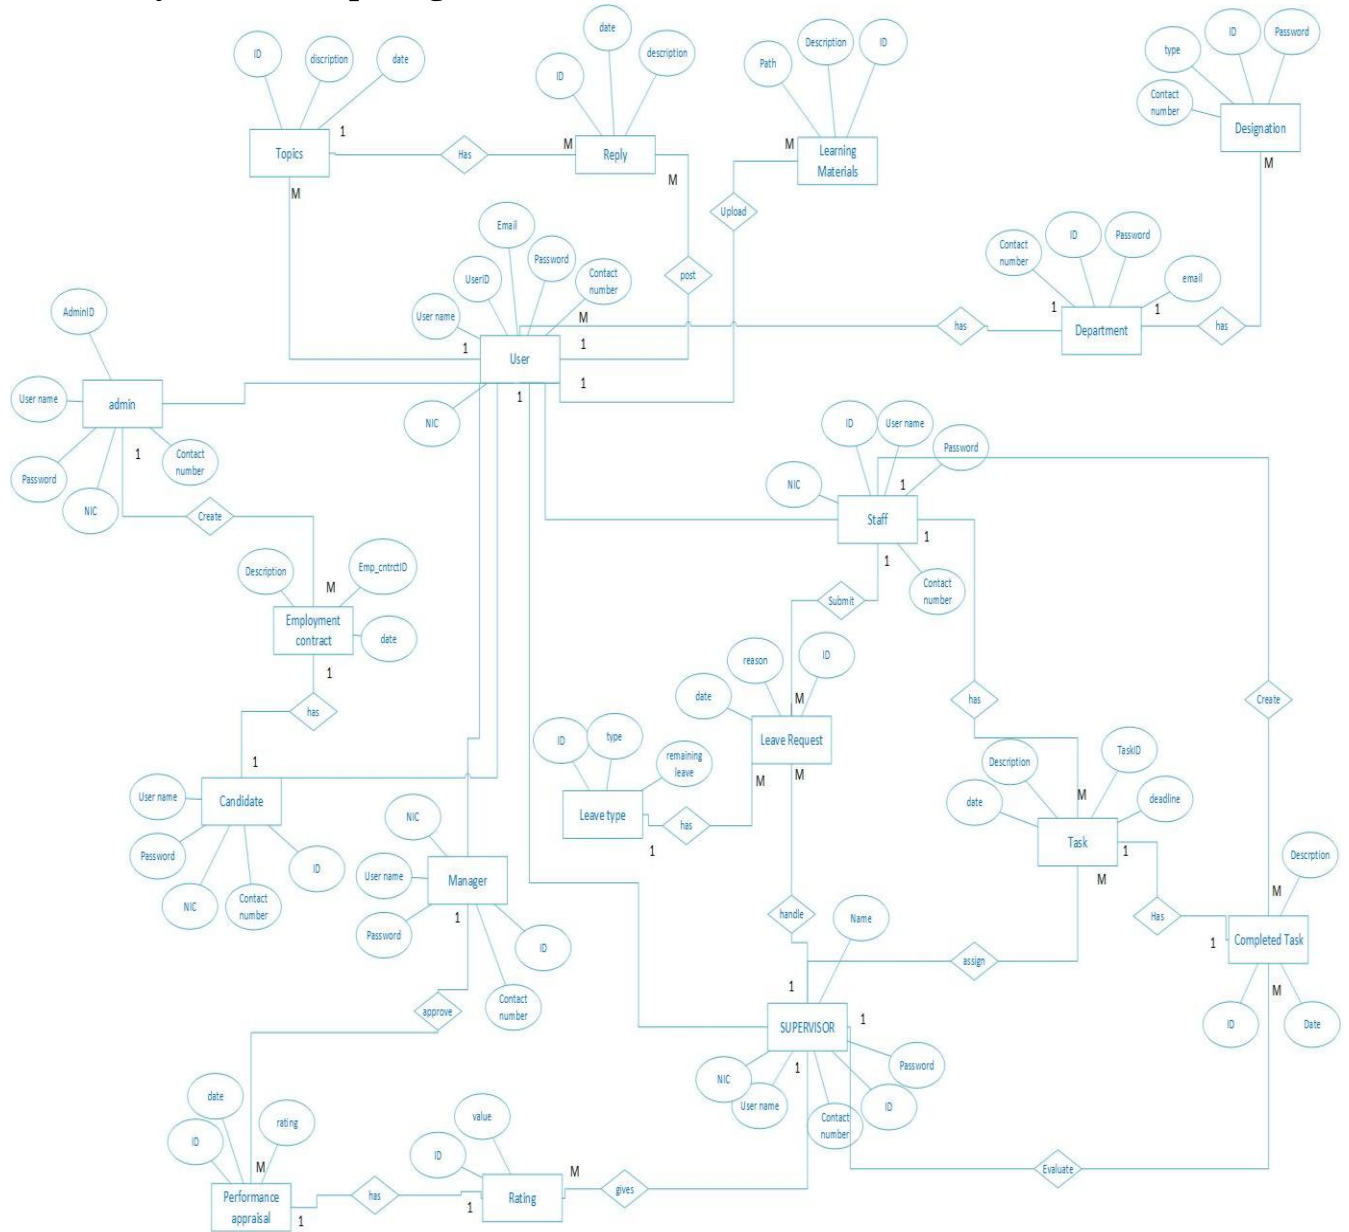 ID
discription
date
Topics
1
M
Has
M
ID
date
description
Reply
M
Path
Description
ID
Learning
Materials
M
Upload
type
ID
Password
Contact
number
Designation
M
post
Contact
number
ID
Password
email
Department
1
1
has
has
Email
UserID
Password
Contact
number
User name
M
1
User
1
1
1
NIC
AdminID
User name
admin
Password
NIC
Contact
number
1
Create
M
Description
Emp_cntrctID
Employment
contract
date
1
has
1
User name
Candidate
Password
NIC
Contact
number
ID
ID
User name
Password
NIC
1
Staff
1
1
Contact
number
Submit
reason
ID
date
M
Leave Request
M
M
ID
type
remaining
leave
Leave type
1
has
has
Create
Description
TaskID
date
M
deadline
Task
1
M
Has
1
M
Descrption
Completed Task
M
ID
Date
NIC
User name
Manager
1
Password
ID
Contact
number
approve
handle
Name
assign
1
SUPERVISOR
1
1
NIC
User name
Contact
number
ID
Password
Evaluate
date
ID
rating
M
Performance
appraisal
1
has
1
ID
value
Rating
M
gives